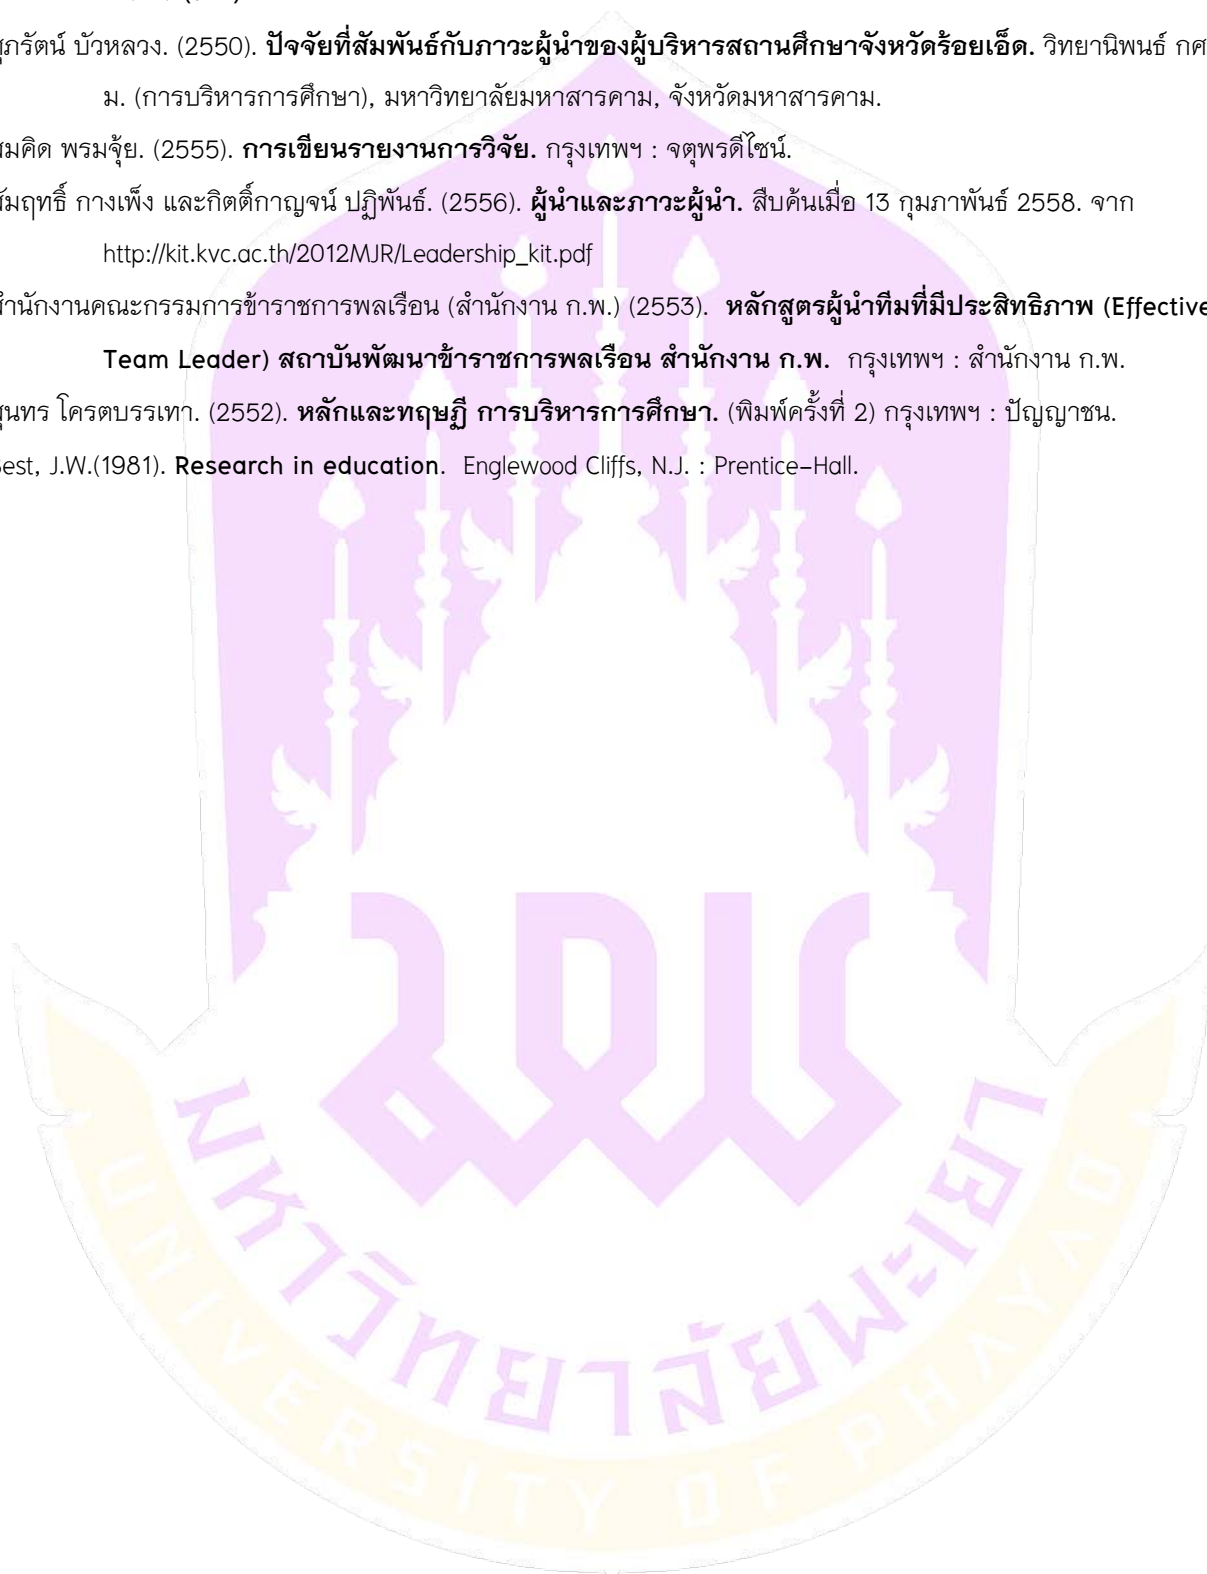 ศุภรัตน์ บัวหลวง. (2550). ปัจจัยที่สัมพันธ์กับภาวะผู้นำของผู้บริหารสถานศึกษาจังหวัดร้อยเอ็ด. วิทยานิพนธ์ กศ
ม. (การบริหารการศึกษา), มหาวิทยาลัยมหาสารคาม, จังหวัดมหาสารคาม.
สมคิด พรมจุ้ย. (2555). การเขียนรายงานการวิจัย. กรุงเทพฯ : จตุพรดีไซน์.
สัมฤทธิ์ กางเพ็ง และกิตติ์กาญจน์ ปฏิพันธ์. (2556). ผู้นำและภาวะผู้นำ. สืบค้นเมื่อ 13 กุมภาพันธ์ 2558. จาก
http://kit.kvc.ac.th/2012MJR/Leadership_kit.pdf
สำนักงานคณะกรรมการข้าราชการพลเรือน (สำนักงาน ก.พ.) (2553). หลักสูตรผู้นำทีมที่มีประสิทธิภาพ (Effective
Team Leader) สถาบันพัฒนาข้าราชการพลเรือน สำนักงาน ก.พ. กรุงเทพฯ : สำนักงาน ก.พ.
สุนทร โครตบรรเทา. (2552). หลักและทฤษฎี การบริหารการศึกษา. (พิมพ์ครั้งที่ 2) กรุงเทพฯ : ปัญญาชน.
Best, J.W.(1981). Research in education. Englewood Cliffs, N.J. : Prentice-Hall.
มหาวิทยาลัยพะเยา
UNIVERSITY OF PHAYAO